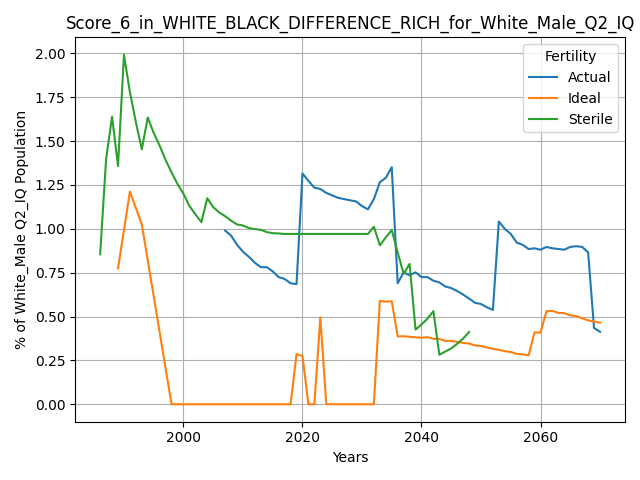 Score_6_in_WHITE_BLACK_DIFFERENCE_RICH_for_White_Male_Q2_IQ
% of White_Male Q2_IQ Population
2.00
1.75
1.50
1.25
1.00
0.75
0.50
0.25
0.00
Fertility
Actual
Ideal
Sterile
2000
2020
2040
2060
Years